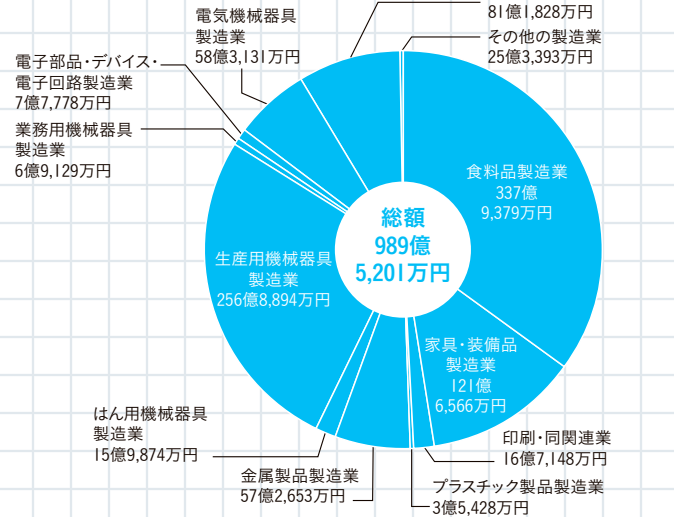 81億1,828万円
その他の製造業
25億3,393万円
電気機械器具
製造業
58億3,131万円
電子部品・デバイス・
電子回路製造業
7億7,778万円
業務用機械器具
製造業
6億9,129万円
食料品製造業
337億
9,379万円
総額
989億
5,201万円
生産用機械器具
製造業
256億8,894万円
家具・装備品
製造業
121億
6,566万円
はん用機械器具
製造業
15億9,874万円
印刷・同関連業
16億7,148万円
金属製品製造業
57億2,653万円
プラスチック製品製造業
3億5,428万円